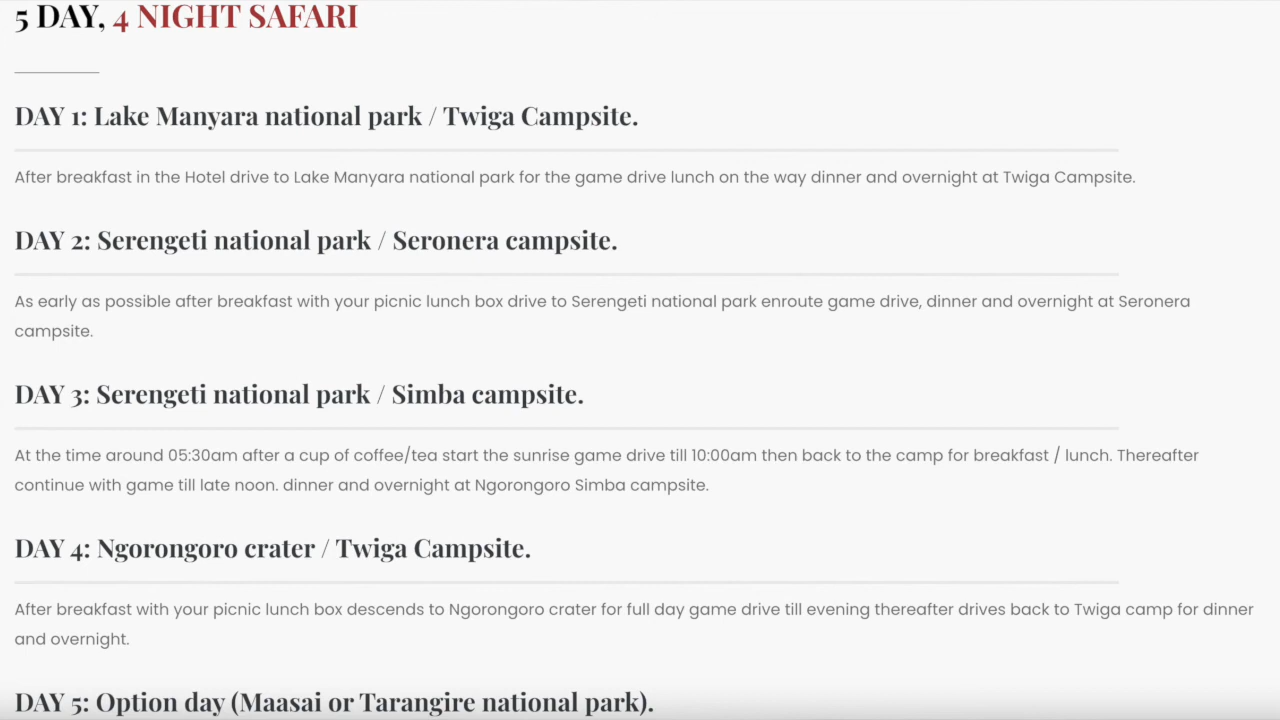 5 DAY, 4 NIGHT SAFARI
DAY 1: Lake Manyara national park / Twiga Campsite.
After breakfast in the Hotel drive to Lake Manyara national park for the game drive lunch on the way dinner and overnight at Twiga Campsite.
DAY 2: Serengeti national park / Seronera campsite.
As early as possible after breakfast with your picnic lunch box drive to Serengeti national park enroute game drive, dinner and overnight at Seronera
campsite.
DAY 3: Serengeti national park / Simba campsite.
At the time around 05:30am after a cup of coffee/tea start the sunrise game drive till 10:00am then back to the camp for breakfast / lunch. Thereafter
continue with game till late noon. dinner and overnight at Ngorongoro Simba campsite.
DAY 4: Ngorongoro crater / Twiga Campsite.
After breakfast with your picnic lunch box descends to Ngorongoro crater for full day game drive till evening thereafter drives back to Twiga camp for dinner
and overnight.
DAY 5: Option day (Maasai or Tarangire national park).